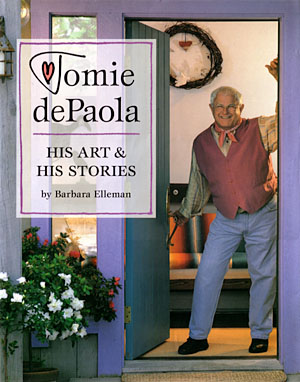 Tomie
dePaola
HIS ART &
HIS STORIES
by Barbara Elleman